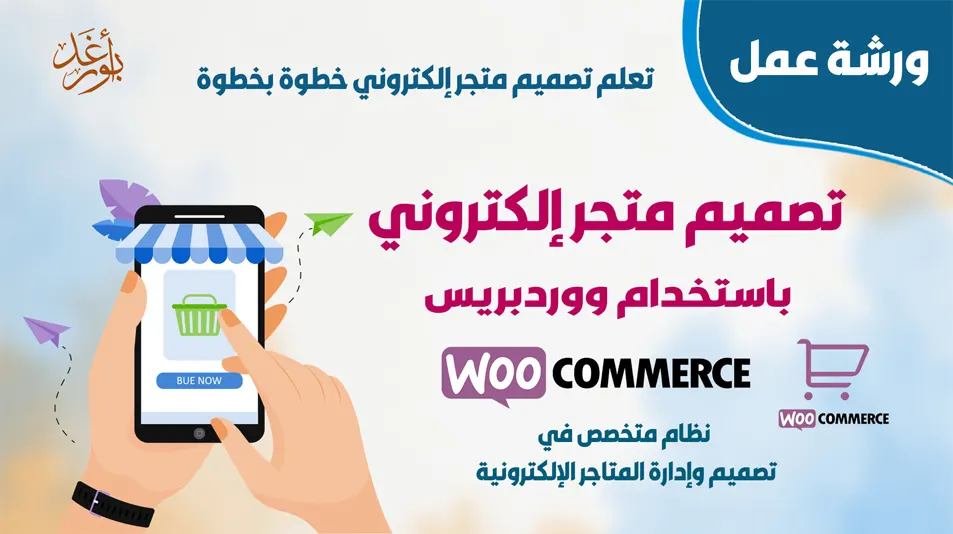 ورشة عمل
تعلم تصميم متجر إلكتروني خطوة بخطوة
تصميم متجر إلكتروني
باستخدام ووردبريس
WOO COMMERCE
WOO COMMERCE
نظام متخصص في
تصميم وإدارة المتاجر الإلكترونية
BUE NOW